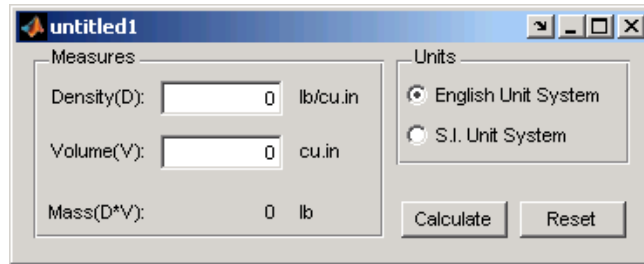 untitled1
Measures
Density(D): 0 lb/cu.in
Volume(V): 0 cu.in
Mass(D*V): 0 lb
Units
English Unit System
S.I. Unit System
Calculate Reset